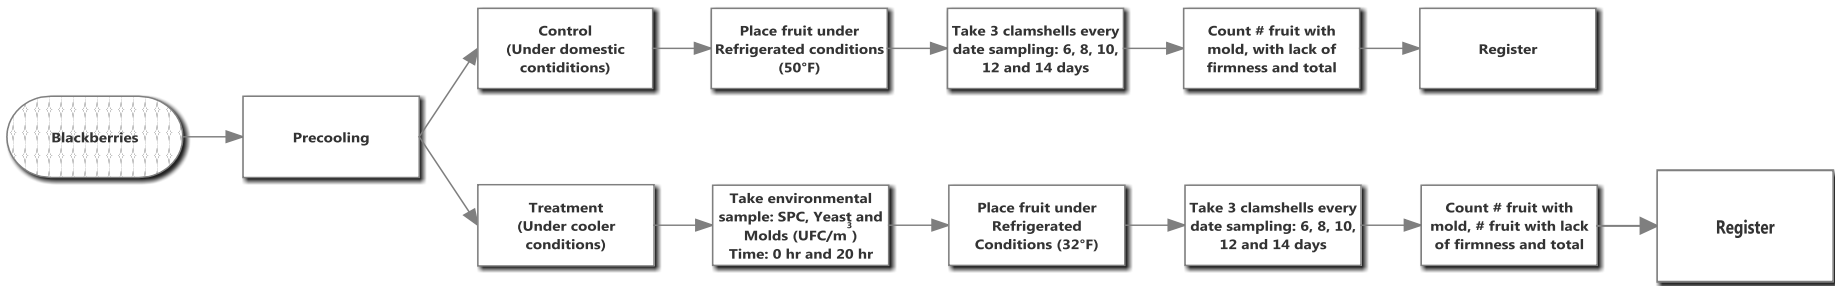 Blackberries
Precooling
Control
(Under domestic
contiditions)
Place fruit under
Refrigerated conditions
(50°F)
Take 3 clamshells every
date sampling: 6, 8, 10,
12 and 14 days
Count # fruit with
mold, with lack of
firmness and total
Register
Treatment
(Under cooler
conditions)
Take environmental
sample: SPC, Yeast and
Molds (UFC/m³)
Time: 0 hr and 20 hr
Place fruit under
Refrigerated
Conditions (32°F)
Take 3 clamshells every
date sampling: 6, 8, 10,
12 and 14 days
Count # fruit with
mold, # fruit with lack
of firmness and total
Register